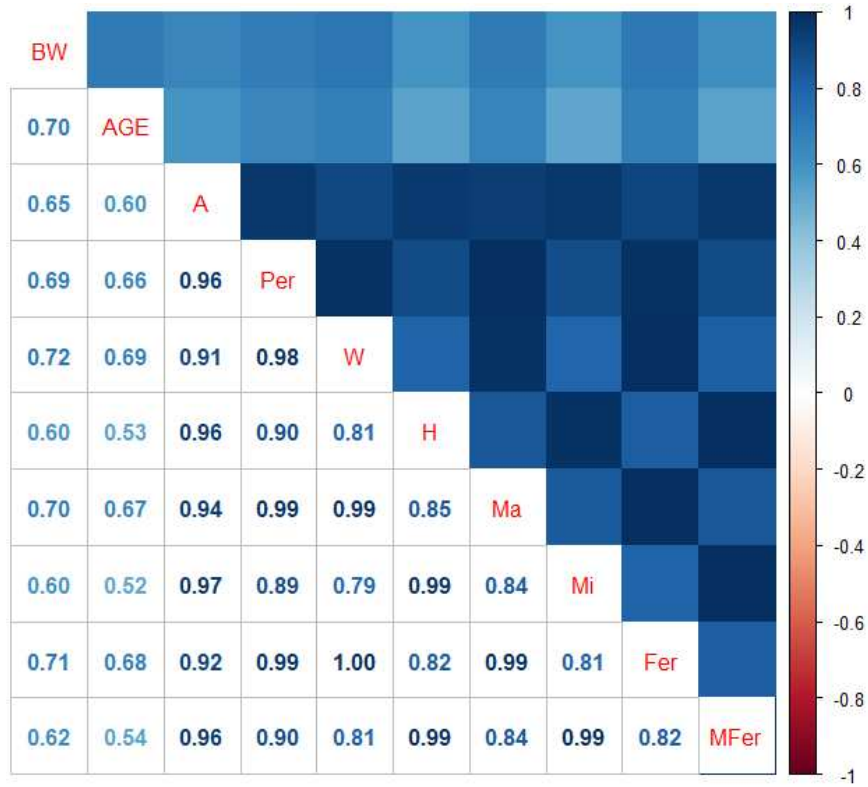 BW
0.70 AGE
0.65 0.60 A
0.69 0.66 0.96 Per
0.72 0.69 0.91 0.98 W
0.60 0.53 0.96 0.90 0.81 H
0.70 0.67 0.94 0.99 0.99 0.85 Ma
0.60 0.52 0.97 0.89 0.79 0.99 0.84 Mi
0.71 0.68 0.92 0.99 1.00 0.82 0.99 0.81 Fer
0.62 0.54 0.96 0.90 0.81 0.99 0.84 0.99 0.82 MFer
1
0.8
0.6
0.4
0.2
0
-0.2
-0.4
-0.6
-0.8
-1